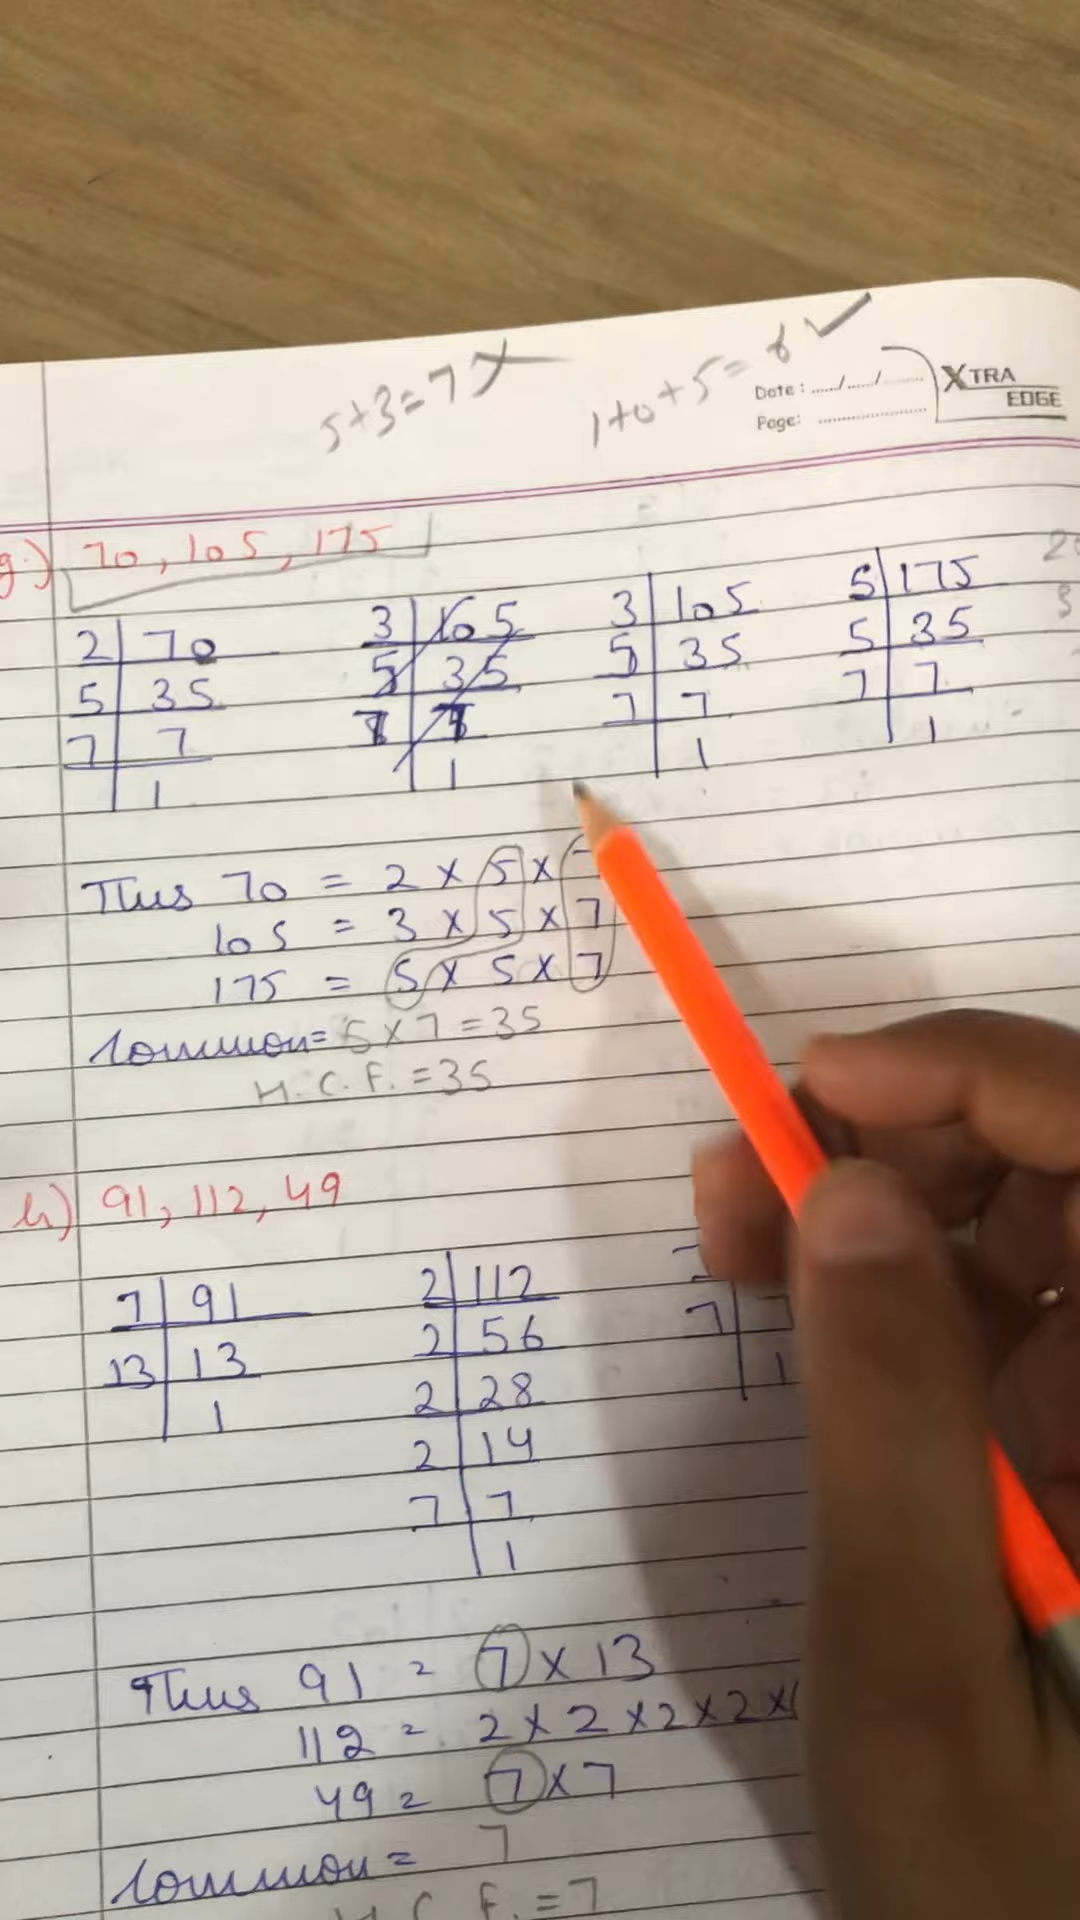 5+3=7 ✗
1+0+5=6 ✓
Date : ....../....../.........
Page: ..........................
XTRA
EDGE
g.) 70, 105, 175
2 | 70
5 | 35
7 | 7
1
3 | 105
5 | 35
7 | 7
1
3 | 105
5 | 35
7 | 7
1
5 | 175
5 | 35
7 | 7
1
Thus 70 = 2 × 5 ×
105 = 3 × 5 × 7
175 = 5 × 5 × 7
Common = 5 × 7 = 35
H.C.F. = 35
h) 91, 112, 49
7 | 91
13 | 13
1
2 | 112
2 | 56
2 | 28
2 | 14
7 | 7
1
7 | 7
1
Thus 91 = 7 × 13
112 = 2 × 2 × 2 × 2 ×
49 = 7 × 7
Common = 7
H.C.F. = 7